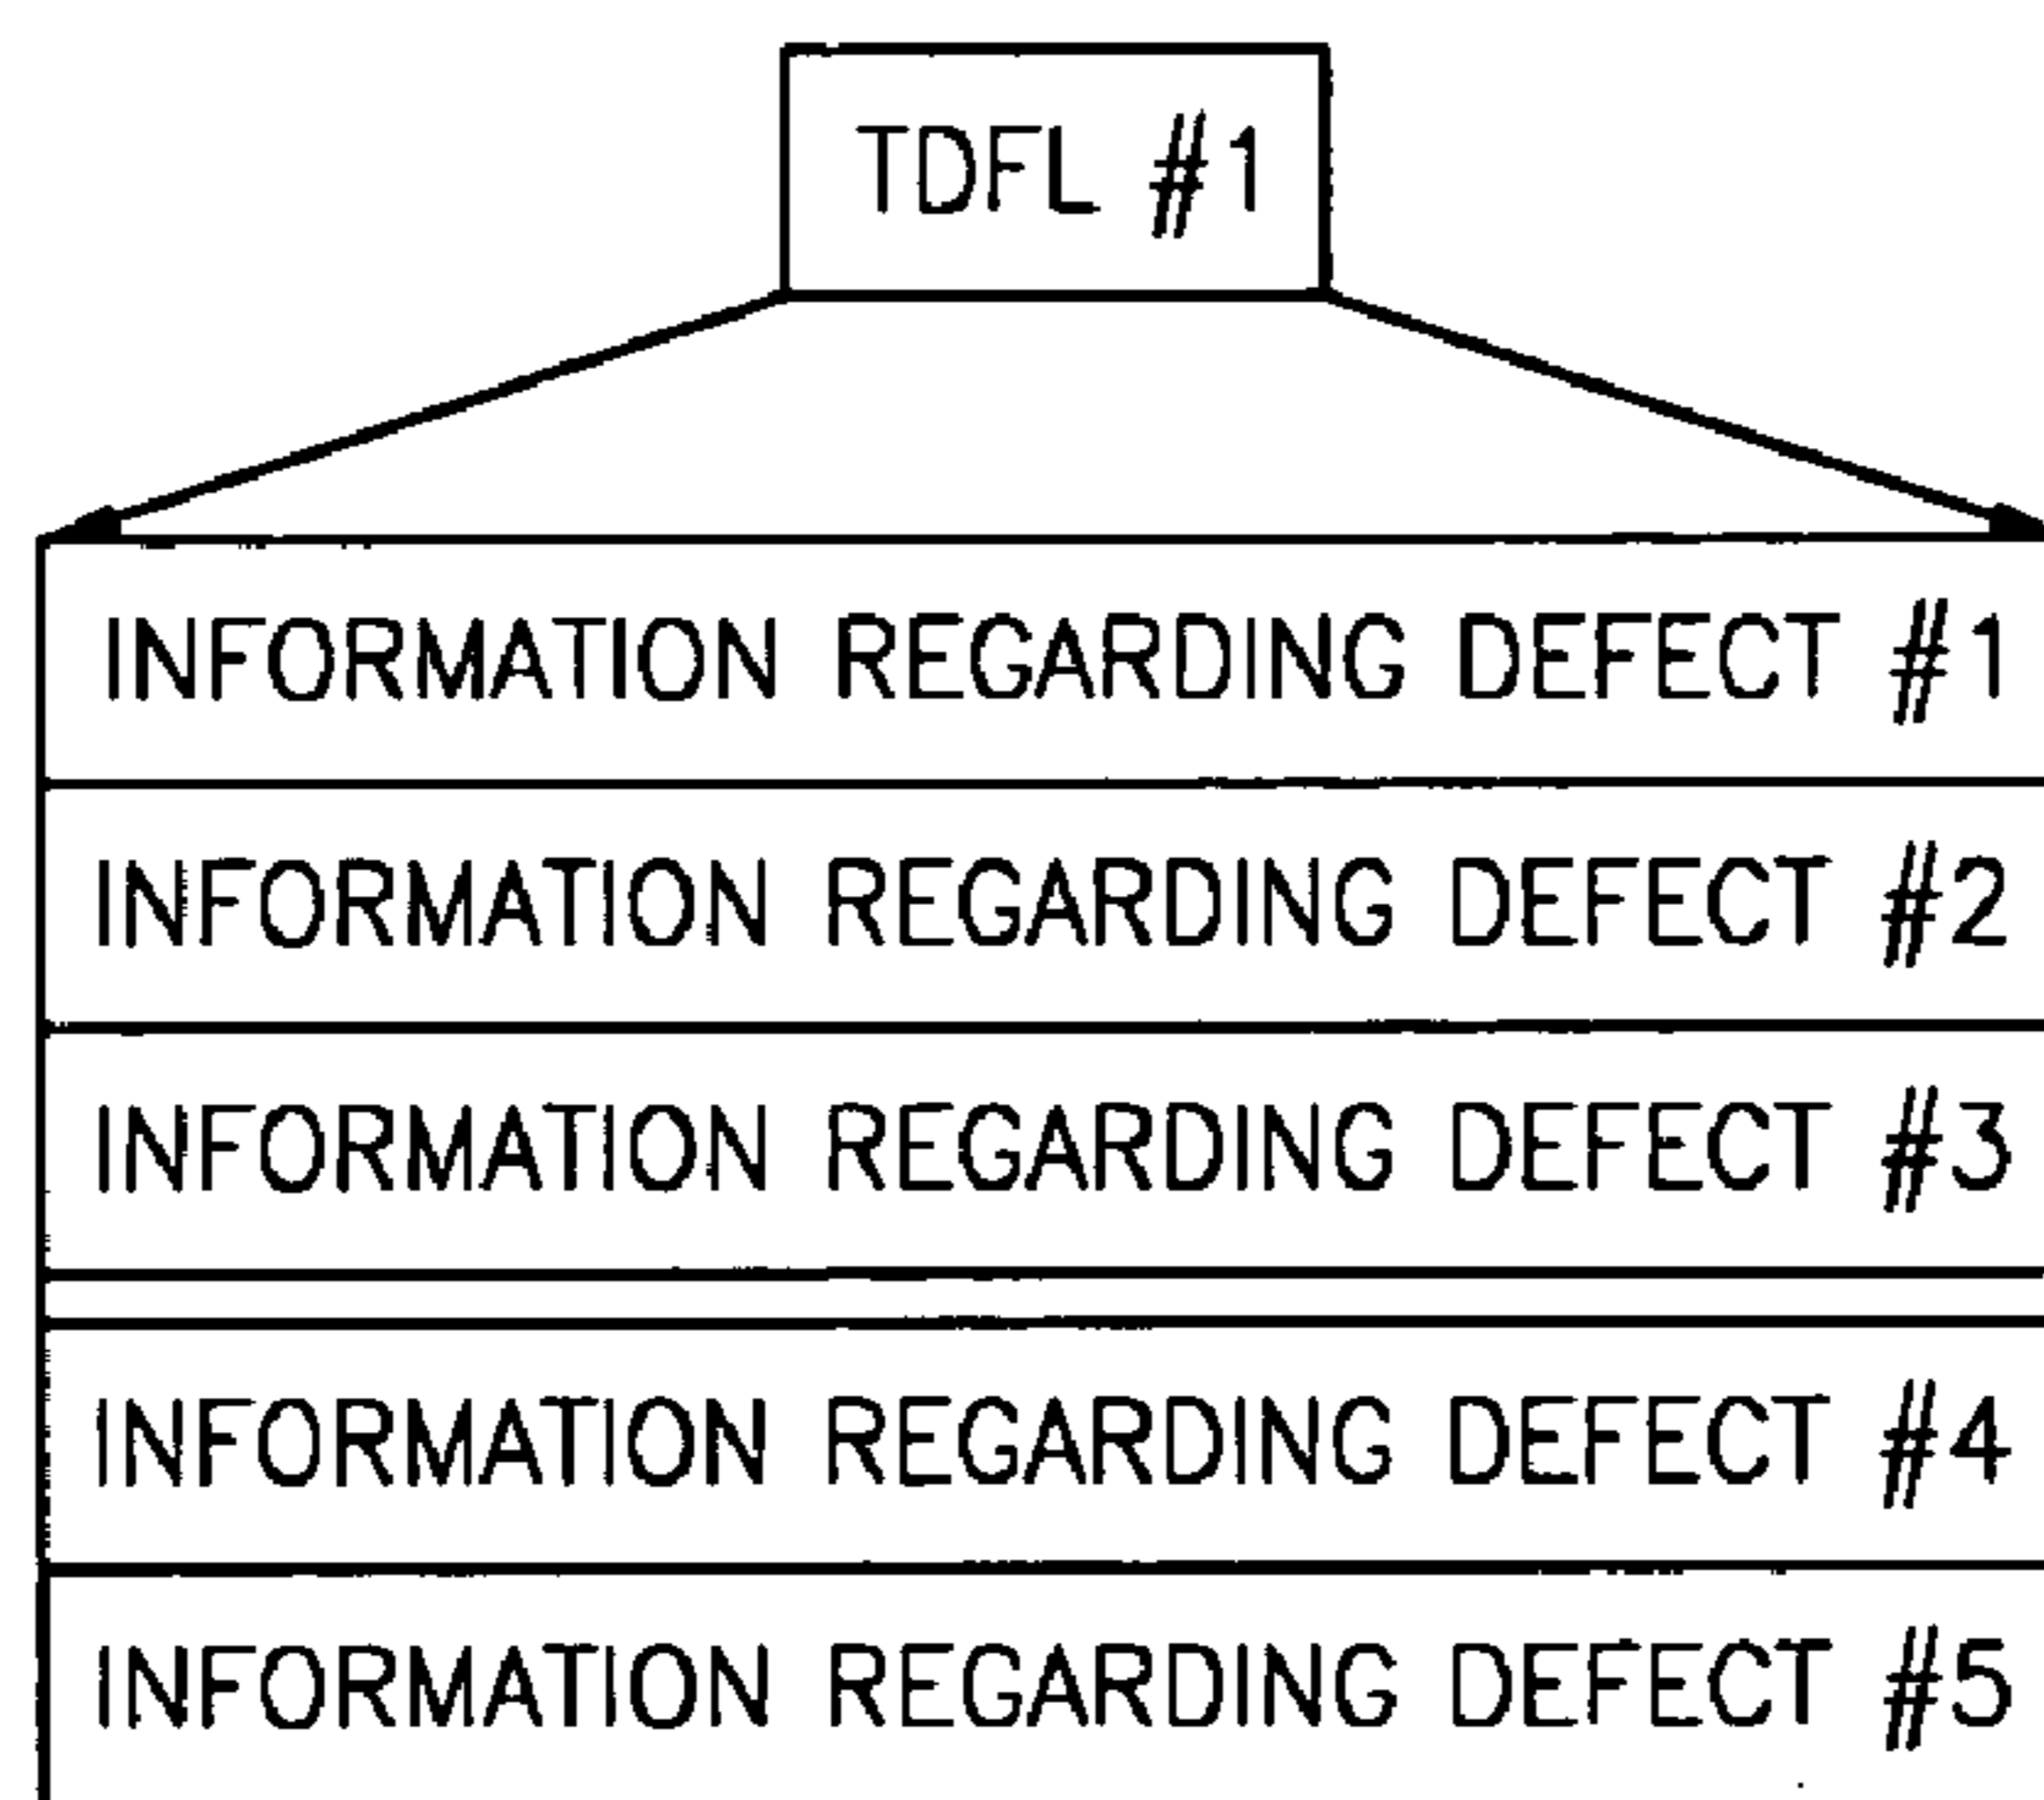 TDFL #1
INFORMATION REGARDING DEFECT #1
INFORMATION REGARDING DEFECT #2
INFORMATION REGARDING DEFECT #3
INFORMATION REGARDING DEFECT #4
INFORMATION REGARDING DEFECT #5